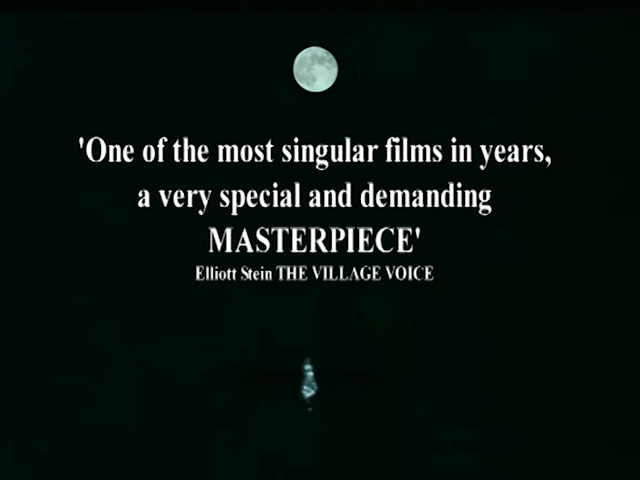 'One of the most singular films in years,
a very special and demanding
MASTERPIECE'
Elliott Stein THE VILLAGE VOICE